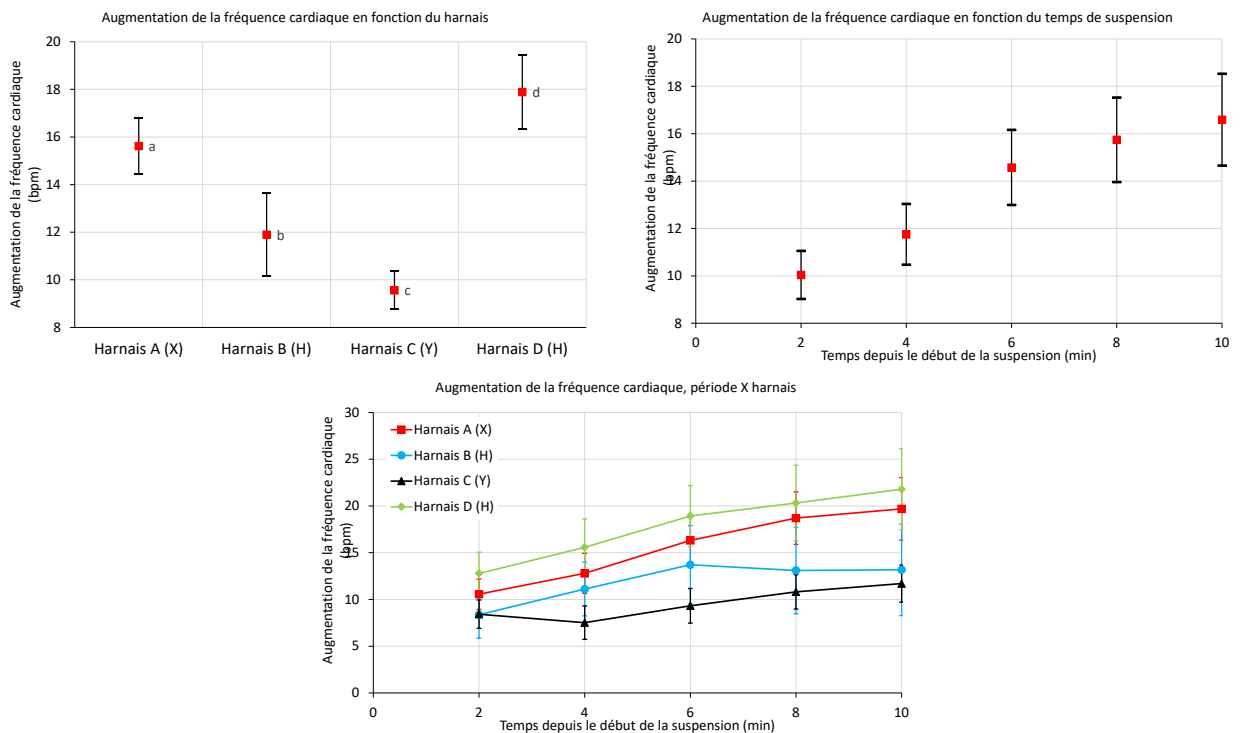 Augmentation de la fréquence cardiaque en fonction du harnais
Augmentation de la fréquence cardiaque
(bpm)
20
18
16
14
12
10
8
a
b
c
d
Harnais A (X)
Harnais B (H)
Harnais C (Y)
Harnais D (H)
Augmentation de la fréquence cardiaque en fonction du temps de suspension
Augmentation de la fréquence cardiaque
(bpm)
20
18
16
14
12
10
8
0
2
4
6
8
10
Temps depuis le début de la suspension (min)
Augmentation de la fréquence cardiaque, période X harnais
Augmentation de la fréquence cardiaque
(bpm)
30
25
20
15
10
5
0
Harnais A (X)
Harnais B (H)
Harnais C (Y)
Harnais D (H)
0
2
4
6
8
10
Temps depuis le début de la suspension (min)